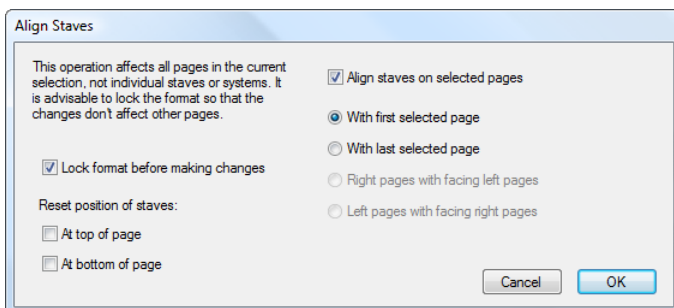 Align Staves
This operation affects all pages in the current
selection, not individual staves or systems. It
is advisable to lock the format so that the
changes don't affect other pages.
Lock format before making changes
Reset position of staves:
At top of page
At bottom of page
Align staves on selected pages
With first selected page
With last selected page
Right pages with facing left pages
Left pages with facing right pages
Cancel
OK